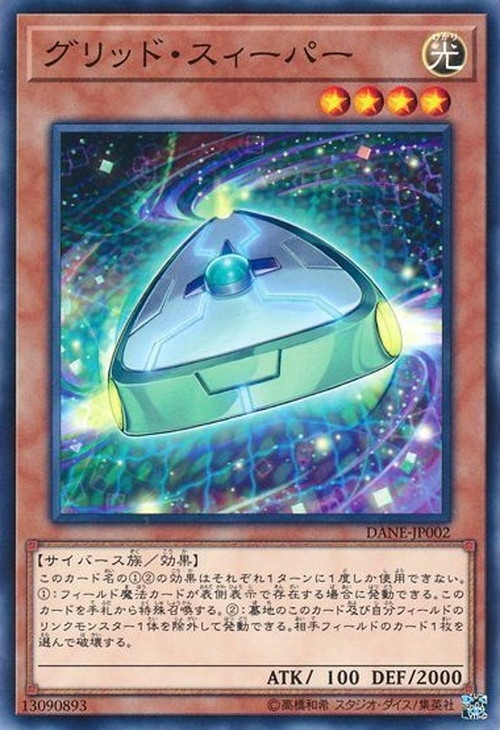 グリッド・スィーパー
光
DANE-JP002
【サイバース族／効果】
このカード名の①②の効果はそれぞれ1ターンに1度しか使用できない。
①：フィールド魔法カードが表側表示で存在する場合に発動できる。この
カードを手札から特殊召喚する。②：墓地のこのカード及び自分フィールドの
リンクモンスター1体を除外して発動できる。相手フィールドのカード1枚を
選んで破壊する。
ATK/ 100 DEF/2000
13090893
©高橋和希 スタジオ・ダイス/集英社